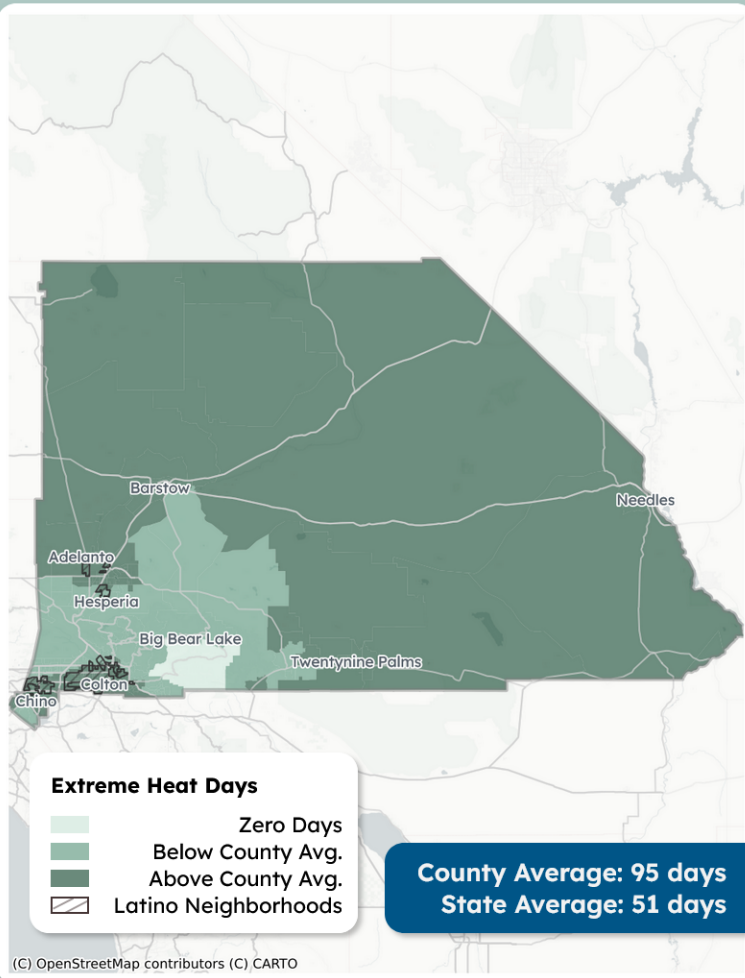 Barstow
Needles
Adelanto
Hesperia
Big Bear Lake
Twentynine Palms
Colton
Chino
Extreme Heat Days
Zero Days
Below County Avg.
Above County Avg.
Latino Neighborhoods
County Average: 95 days
State Average: 51 days
(C) OpenStreetMap contributors (C) CARTO